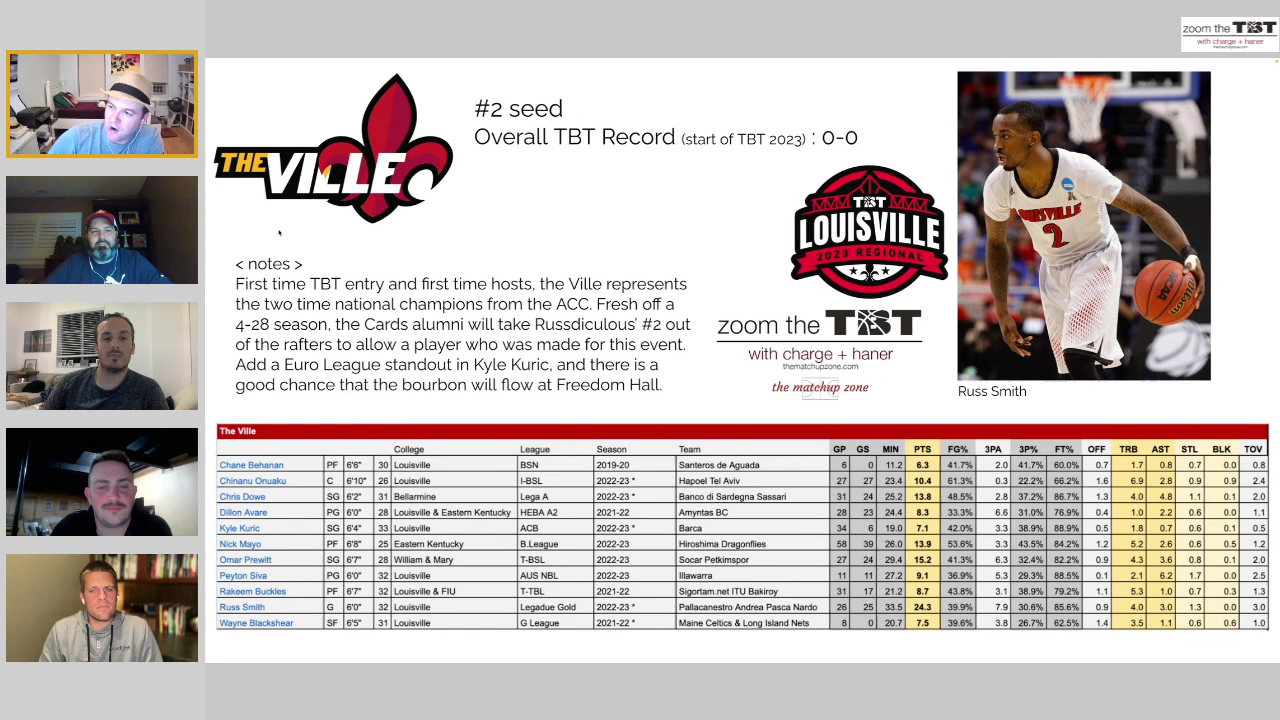 zoom the TBT
with charge + haner
thematchupzone.com
THE VILLE
#2 seed
Overall TBT Record (start of TBT 2023) : 0-0
TBT
LOUISVILLE
2023 REGIONAL
< notes >
First time TBT entry and first time hosts, the Ville represents
the two time national champions from the ACC. Fresh off a
4-28 season, the Cards alumni will take Russdiculous' #2 out
of the rafters to allow a player who was made for this event.
Add a Euro League standout in Kyle Kuric, and there is a
good chance that the bourbon will flow at Freedom Hall.
zoom the TBT
with charge + haner
thematchupzone.com
the matchup zone
LOUISVILLE
2
NCAA
Wilson
Russ Smith
The Ville
College League Season Team GP GS MIN PTS FG% 3PA 3P% FT% OFF TRB AST STL BLK TOV
Chane Behanan PF 6'6" 30 Louisville BSN 2019-20 Santeros de Aguada 6 0 11.2 6.3 41.7% 2.0 41.7% 60.0% 0.7 1.7 0.8 0.7 0.0 0.8
Chinanu Onuaku C 6'10" 26 Louisville I-BSL 2022-23 * Hapoel Tel Aviv 27 27 23.4 10.4 61.3% 0.3 22.2% 66.2% 1.6 6.9 2.8 0.9 0.9 2.4
Chris Dowe SG 6'2" 31 Bellarmine Lega A 2022-23 * Banco di Sardegna Sassari 31 24 25.2 13.8 48.5% 2.8 37.2% 86.7% 1.3 4.0 4.8 1.1 0.1 2.0
Dillon Avare PG 6'0" 28 Louisville & Eastern Kentucky HEBA A2 2021-22 Amyntas BC 28 23 24.4 8.3 33.3% 6.6 31.0% 76.9% 0.4 1.0 2.2 0.6 0.0 1.1
Kyle Kuric SG 6'4" 33 Louisville ACB 2022-23 * Barca 34 6 19.0 7.1 42.0% 3.3 38.9% 88.9% 0.5 1.8 0.7 0.6 0.1 0.5
Nick Mayo PF 6'8" 25 Eastern Kentucky B.League 2022-23 Hiroshima Dragonflies 58 39 26.0 13.9 53.6% 3.3 43.5% 84.2% 1.2 5.2 2.6 0.6 0.5 1.2
Omar Prewitt SG 6'7" 28 William & Mary T-BSL 2022-23 Socar Petkimspor 27 24 29.4 15.2 41.3% 6.3 32.4% 82.2% 0.9 4.3 3.6 0.8 0.1 2.0
Peyton Siva PG 6'0" 32 Louisville AUS NBL 2022-23 Illawarra 11 11 27.2 9.1 36.9% 5.3 29.3% 88.5% 0.1 2.1 6.2 1.7 0.0 2.5
Rakeem Buckles PF 6'7" 32 Louisville & FIU T-TBL 2021-22 Sigortam.net ITU Bakiroy 31 17 21.2 8.7 43.8% 3.1 38.9% 79.2% 1.1 5.3 1.0 0.7 0.3 1.3
Russ Smith G 6'0" 32 Louisville Legadue Gold 2022-23 * Pallacanestro Andrea Pasca Nardo 26 25 33.5 24.3 39.9% 7.9 30.6% 85.6% 0.9 4.0 3.0 1.3 0.0 3.0
Wayne Blackshear SF 6'5" 31 Louisville G League 2021-22 * Maine Celtics & Long Island Nets 8 0 20.7 7.5 39.6% 3.8 26.7% 62.5% 1.4 3.5 1.1 0.6 0.6 1.0